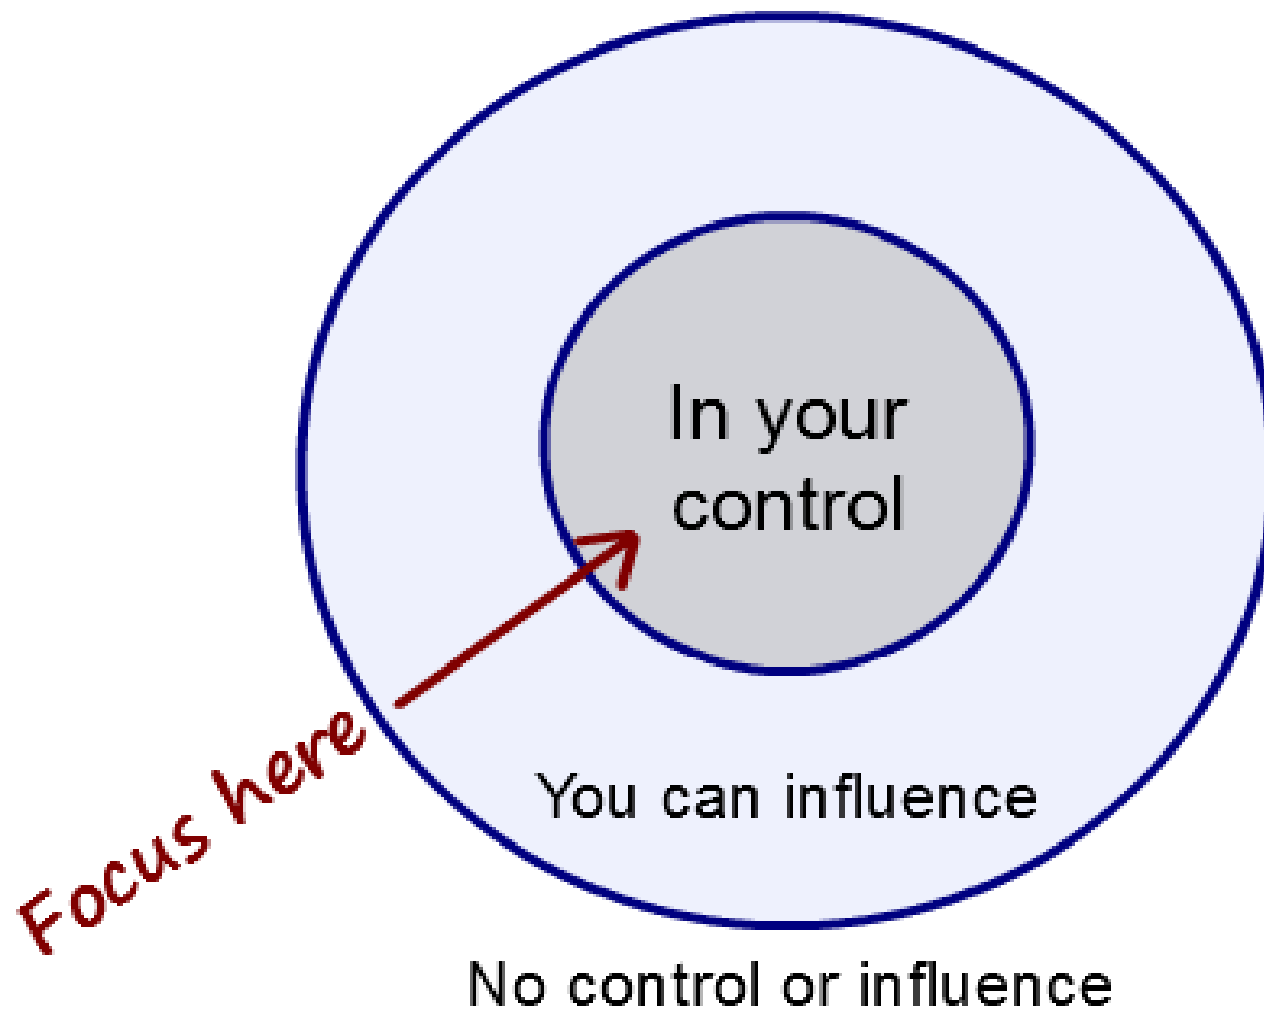 In your
control
Focus here
You can influence
No control or influence